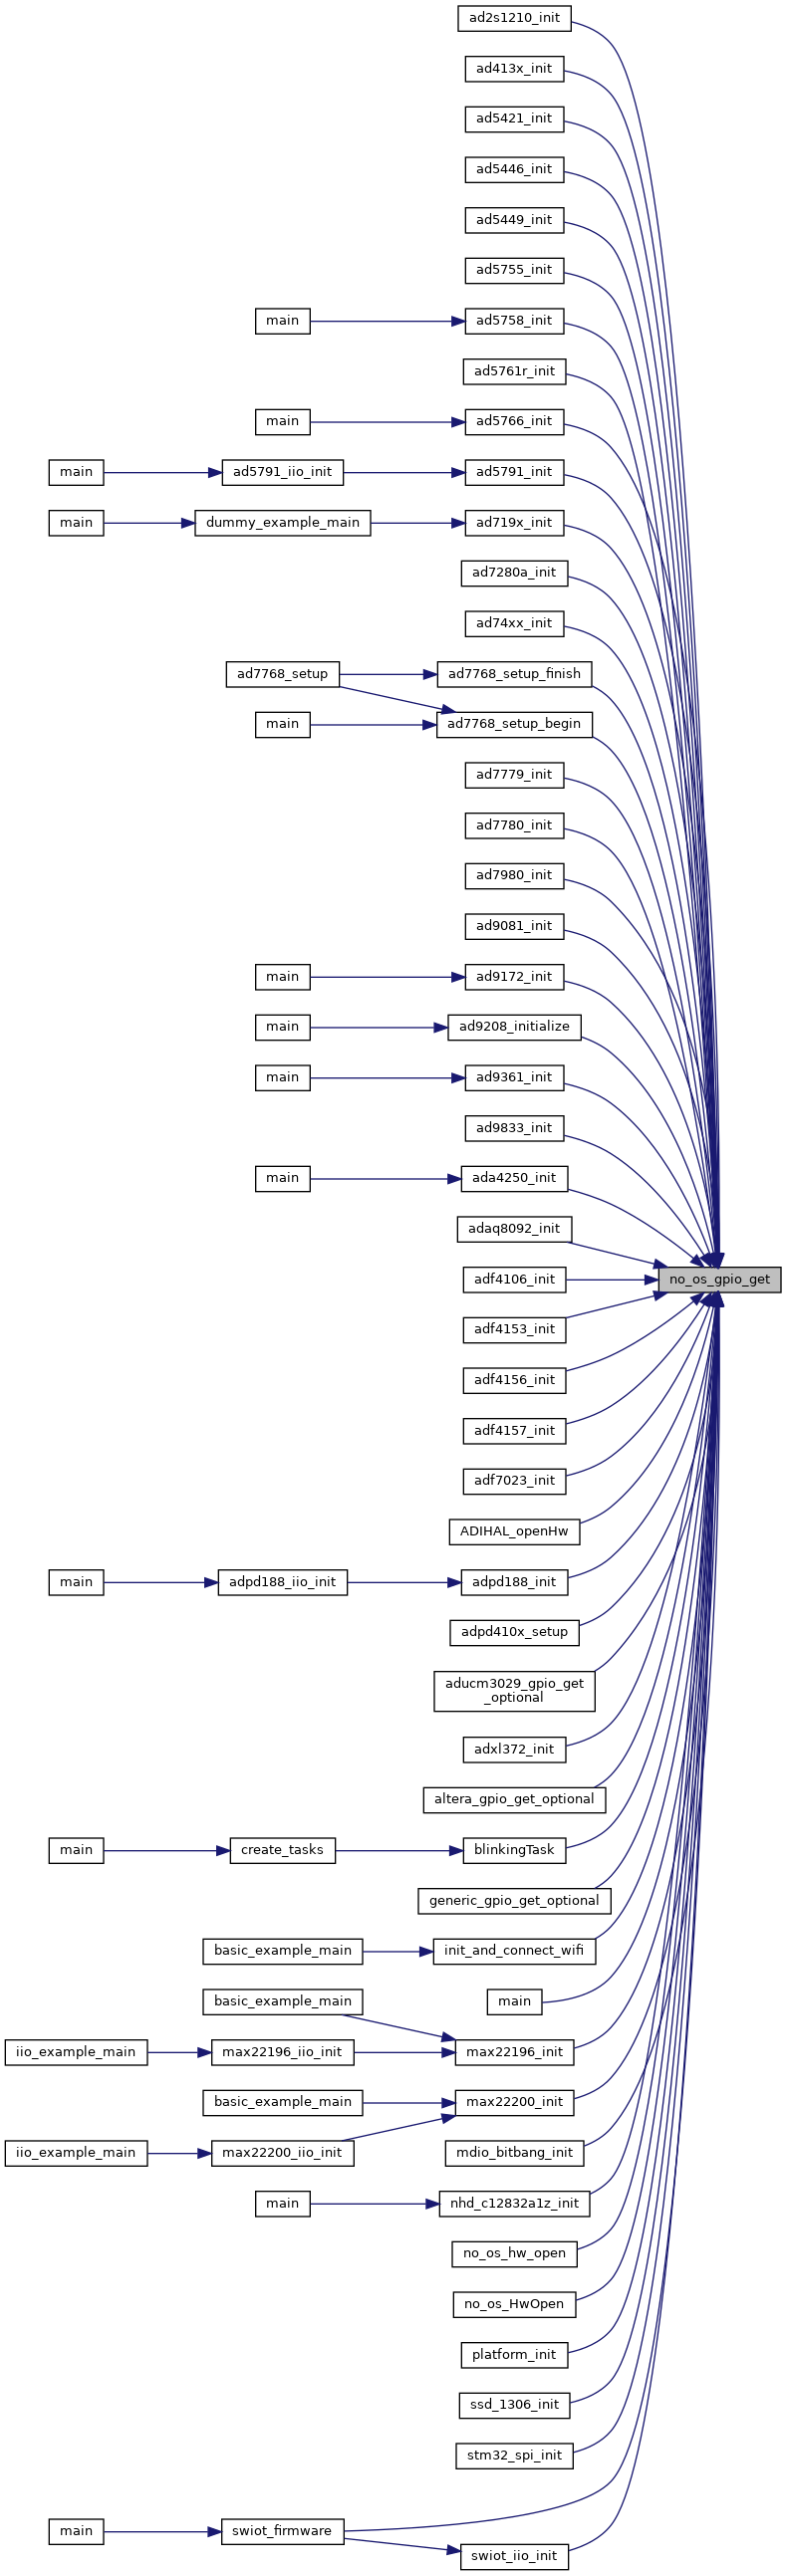 ad2s1210_init
ad413x_init
ad5421_init
ad5446_init
ad5449_init
ad5755_init
main
ad5758_init
ad5761r_init
main
ad5766_init
main
ad5791_iio_init
ad5791_init
main
dummy_example_main
ad719x_init
ad7280a_init
ad74xx_init
ad7768_setup
ad7768_setup_finish
main
ad7768_setup_begin
ad7779_init
ad7780_init
ad7980_init
ad9081_init
main
ad9172_init
main
ad9208_initialize
main
ad9361_init
ad9833_init
main
ada4250_init
adaq8092_init
adf4106_init
no_os_gpio_get
adf4153_init
adf4156_init
adf4157_init
adf7023_init
ADIHAL_openHw
main
adpd188_iio_init
adpd188_init
adpd410x_setup
aducm3029_gpio_get
_optional
adxl372_init
altera_gpio_get_optional
main
create_tasks
blinkingTask
generic_gpio_get_optional
basic_example_main
init_and_connect_wifi
basic_example_main
main
iio_example_main
max22196_iio_init
max22196_init
basic_example_main
max22200_init
iio_example_main
max22200_iio_init
mdio_bitbang_init
main
nhd_c12832a1z_init
no_os_hw_open
no_os_HwOpen
platform_init
ssd_1306_init
stm32_spi_init
main
swiot_firmware
swiot_iio_init